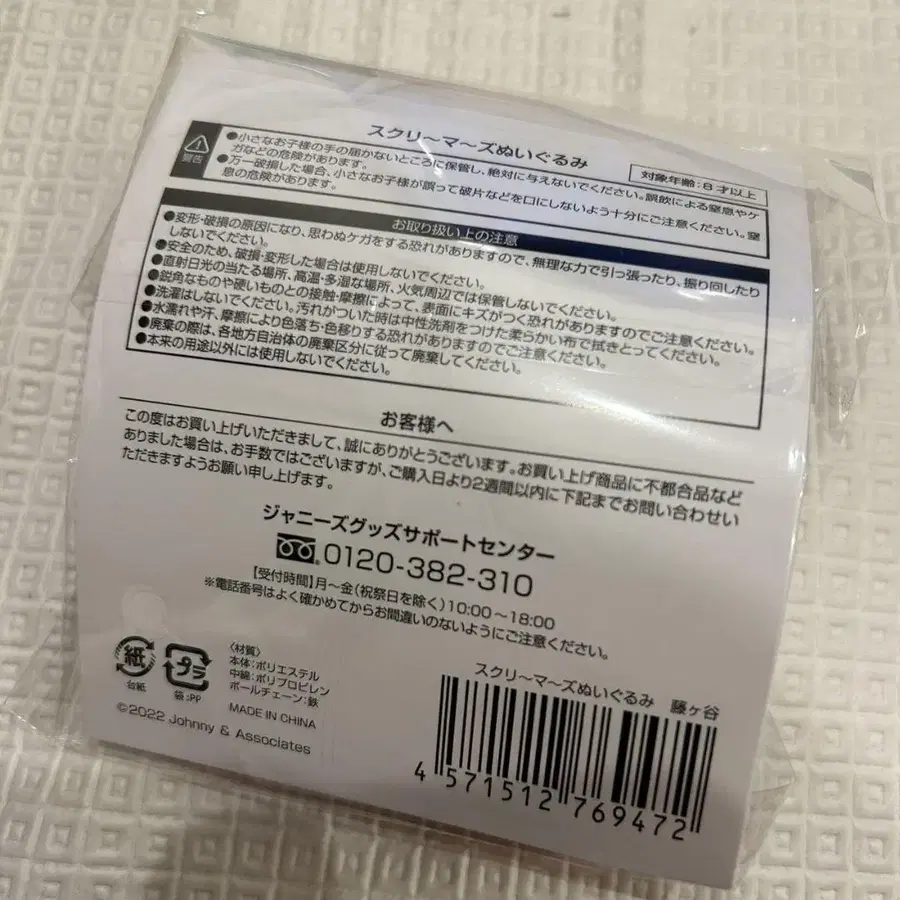 スクリ〜マ〜ズぬいぐるみ
対象年齢:8才以上
警告
●小さなお子様の手の届かないところに保管し、絶対に与えないでください。誤飲による窒息やケ
ガなどの危険があります。
●万一破損した場合、小さなお子様が誤って破片などを口にしないよう十分にご注意ください。窒
息の危険があります。
お取り扱い上の注意
●変形・破損の原因になり、思わぬケガをする恐れがありますので、無理な力で引っ張ったり、振り回したり
しないでください。
●安全のため、破損・変形した場合は使用しないでください。
●直射日光の当たる場所、高温・多湿な場所、火気周辺では保管しないでください。
●鋭角なものや硬いものとの接触・摩擦によって、表面にキズがつく恐れがありますのでご注意ください。
●洗濯はしないでください。汚れがついた時は中性洗剤をつけた柔らかい布で拭きとってください。
●水濡れや汗、摩擦により色落ち・色移りする恐れがありますのでご注意ください。
●廃棄の際は、各地方自治体の廃棄区分に従って廃棄してください。
●本来の用途以外には使用しないでください。
お客様へ
この度はお買い上げいただきまして、誠にありがとうございます。お買い上げ商品に不都合品など
ありました場合は、お手数ではございますが、ご購入日より2週間以内に下記までお問い合わせい
ただきますようお願い申し上げます。
ジャニーズグッズサポートセンター
0120-382-310
【受付時間】月〜金(祝祭日を除く)10:00〜18:00
※電話番号はよく確かめてからお間違いのないようにご注意ください。
紙
台紙
プラ
袋:PP
〈材質〉
本体:ポリエステル
中綿:ポリプロピレン
ボールチェーン:鉄
MADE IN CHINA
©2022 Johnny & Associates
スクリ〜マ〜ズぬいぐるみ 藤ヶ谷
4 571512 769472